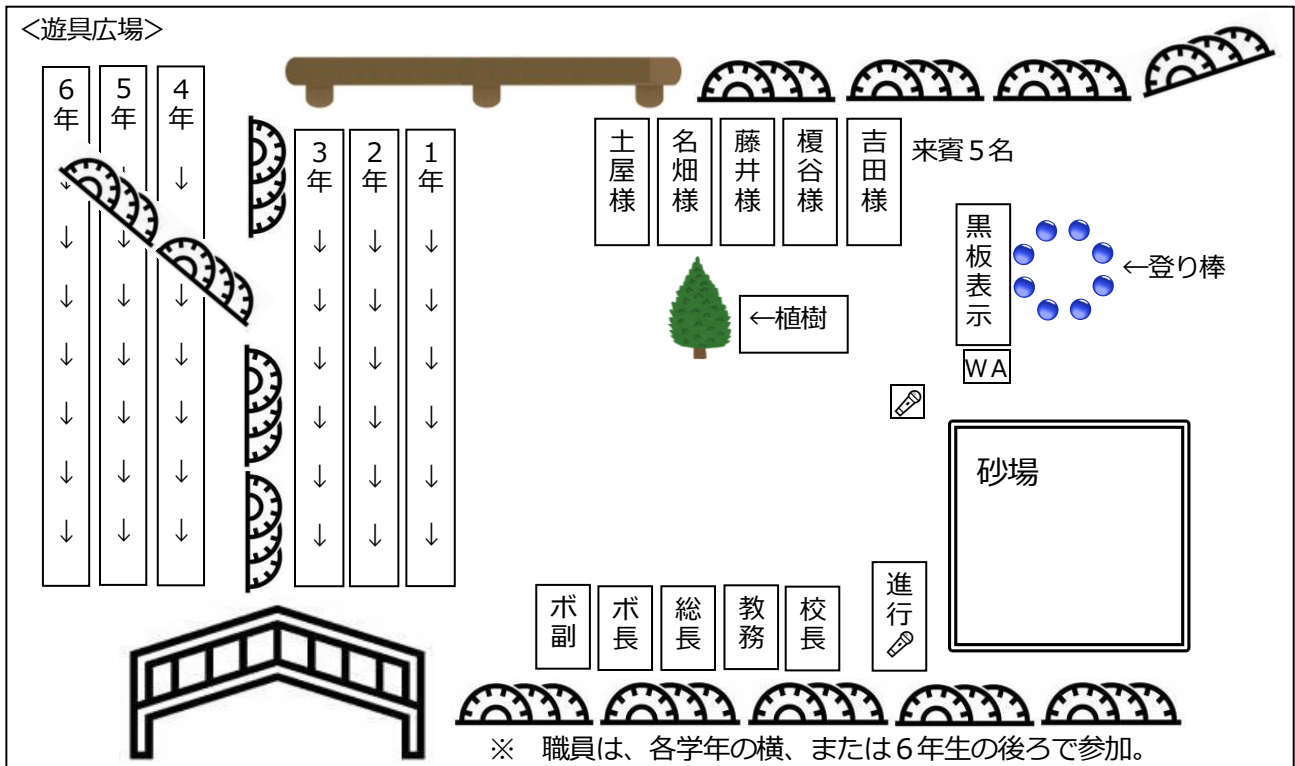 <遊具広場>
6年
↓
↓
↓
↓
↓
↓
↓
5年
↓
↓
↓
↓
↓
↓
↓
4年
↓
↓
↓
↓
↓
↓
↓
3年
↓
↓
↓
↓
↓
↓
2年
↓
↓
↓
↓
↓
↓
1年
↓
↓
↓
↓
↓
↓
土屋様
名畑様
藤井様
榎谷様
吉田様
来賓5名
黒板表示
←登り棒
←植樹
WA
砂場
ボ副
ボ長
総長
教務
校長
進行
※ 職員は、各学年の横、または6年生の後ろで参加。